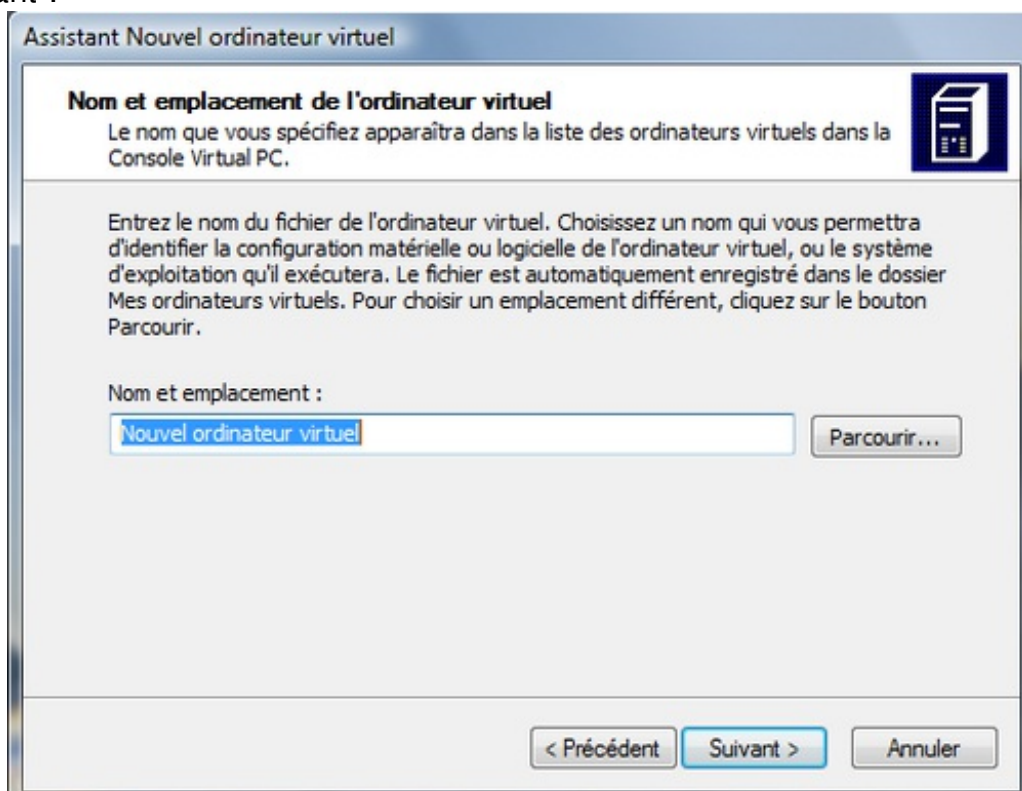 Assistant Nouvel ordinateur virtuel
Nom et emplacement de l'ordinateur virtuel
Le nom que vous spécifiez apparaîtra dans la liste des ordinateurs virtuels dans la
Console Virtual PC.
Entrez le nom du fichier de l'ordinateur virtuel. Choisissez un nom qui vous permettra
d'identifier la configuration matérielle ou logicielle de l'ordinateur virtuel, ou le système
d'exploitation qu'il exécutera. Le fichier est automatiquement enregistré dans le dossier
Mes ordinateurs virtuels. Pour choisir un emplacement différent, cliquez sur le bouton
Parcourir.
Nom et emplacement :
Nouvel ordinateur virtuel
Parcourir...
< Précédent
Suivant >
Annuler